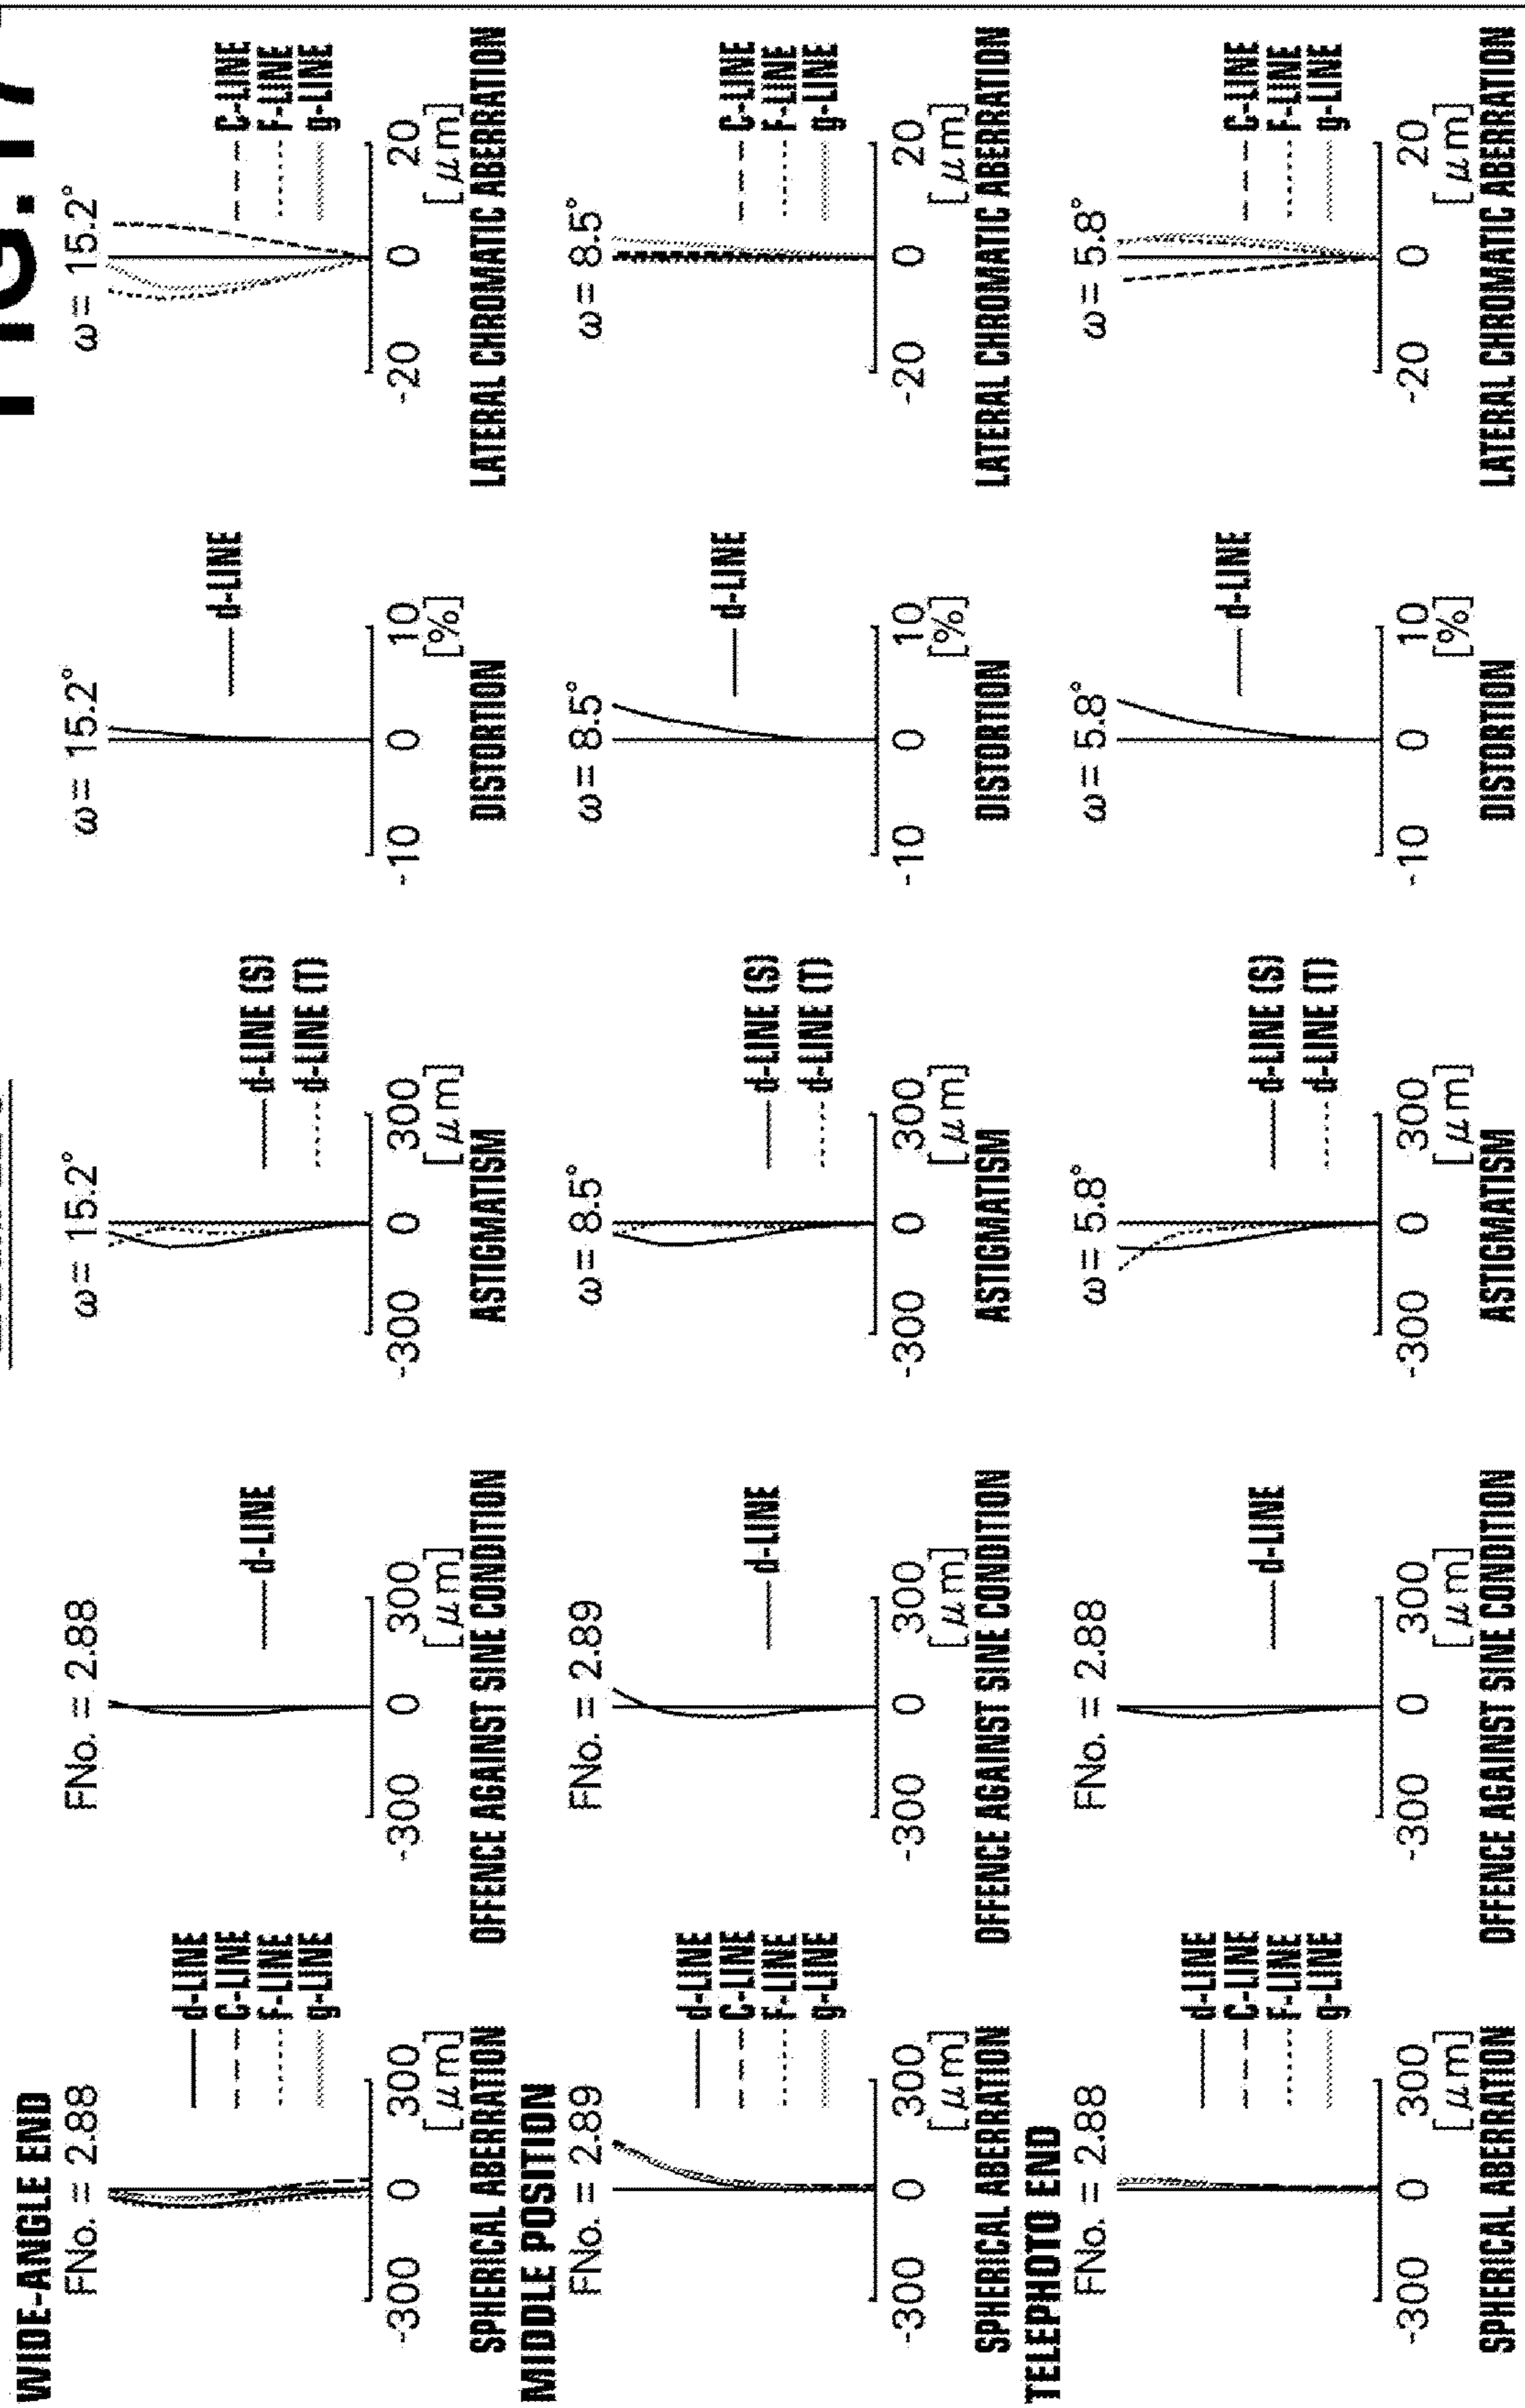 FIG.17
WIDE-ANGLE END
FNo. = 2.88
d-LINE
C-LINE
F-LINE
g-LINE
-300 0 300
[μm]
SPHERICAL ABERRATION
FNo. = 2.88
d-LINE
-300 0 300
[μm]
OFFENCE AGAINST SINE CONDITION
ω= 15.2°
d-LINE (S)
d-LINE (T)
-300 0 300
[μm]
ASTIGMATISM
ω= 15.2°
d-LINE
-10 0 10
[%]
DISTORTION
ω= 15.2°
C-LINE
F-LINE
g-LINE
-20 0 20
[μm]
LATERAL CHROMATIC ABERRATION
MIDDLE POSITION
FNo. = 2.89
d-LINE
C-LINE
F-LINE
g-LINE
-300 0 300
[μm]
SPHERICAL ABERRATION
FNo. = 2.89
d-LINE
-300 0 300
[μm]
OFFENCE AGAINST SINE CONDITION
ω= 8.5°
d-LINE (S)
d-LINE (T)
-300 0 300
[μm]
ASTIGMATISM
ω= 8.5°
d-LINE
-10 0 10
[%]
DISTORTION
ω= 8.5°
C-LINE
F-LINE
g-LINE
-20 0 20
[μm]
LATERAL CHROMATIC ABERRATION
TELEPHOTO END
FNo. = 2.88
d-LINE
C-LINE
F-LINE
g-LINE
-300 0 300
[μm]
SPHERICAL ABERRATION
FNo. = 2.88
d-LINE
-300 0 300
[μm]
OFFENCE AGAINST SINE CONDITION
ω= 5.8°
d-LINE (S)
d-LINE (T)
-300 0 300
[μm]
ASTIGMATISM
ω= 5.8°
d-LINE
-10 0 10
[%]
DISTORTION
ω= 5.8°
C-LINE
F-LINE
g-LINE
-20 0 20
[μm]
LATERAL CHROMATIC ABERRATION